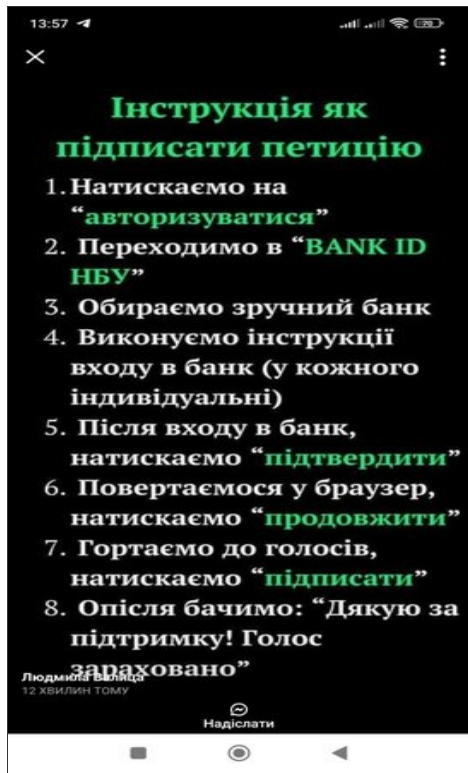 13:57
70
Інструкція як
підписати петицію
1. Натискаємо на
“авторизуватися”
2. Переходимо в “BANK ID
НБУ”
3. Обираємо зручний банк
4. Виконуємо інструкції
входу в банк (у кожного
індивідуальні)
5. Після входу в банк,
натискаємо “підтвердити”
6. Повертаємося у браузер,
натискаємо “продовжити”
7. Гортаємо до голосів,
натискаємо “підписати”
8. Опісля бачимо: “Дякую за
підтримку! Голос
зараховано”
Людмила
12 ХВИЛИН ТОМУ
Надіслати